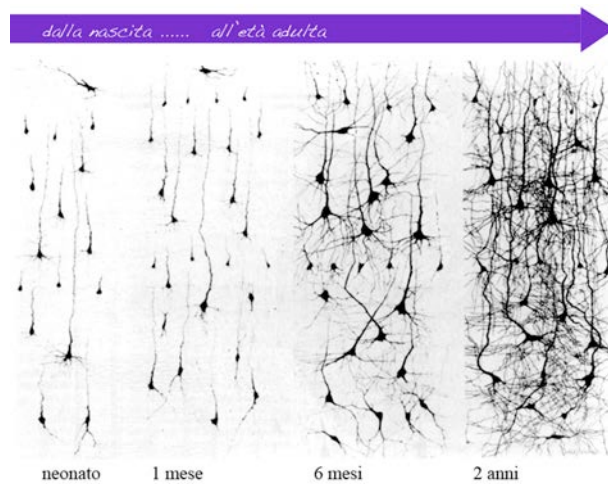 dalla nascita ...... all'età adulta
neonato 1 mese 6 mesi 2 anni